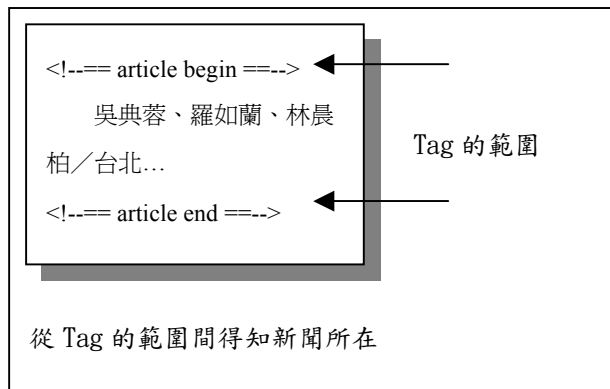 <!--== article begin ==-->
吳典蓉、羅如蘭、林晨
柏／台北…
<!--== article end ==-->
Tag 的範圍
從 Tag 的範圍間得知新聞所在